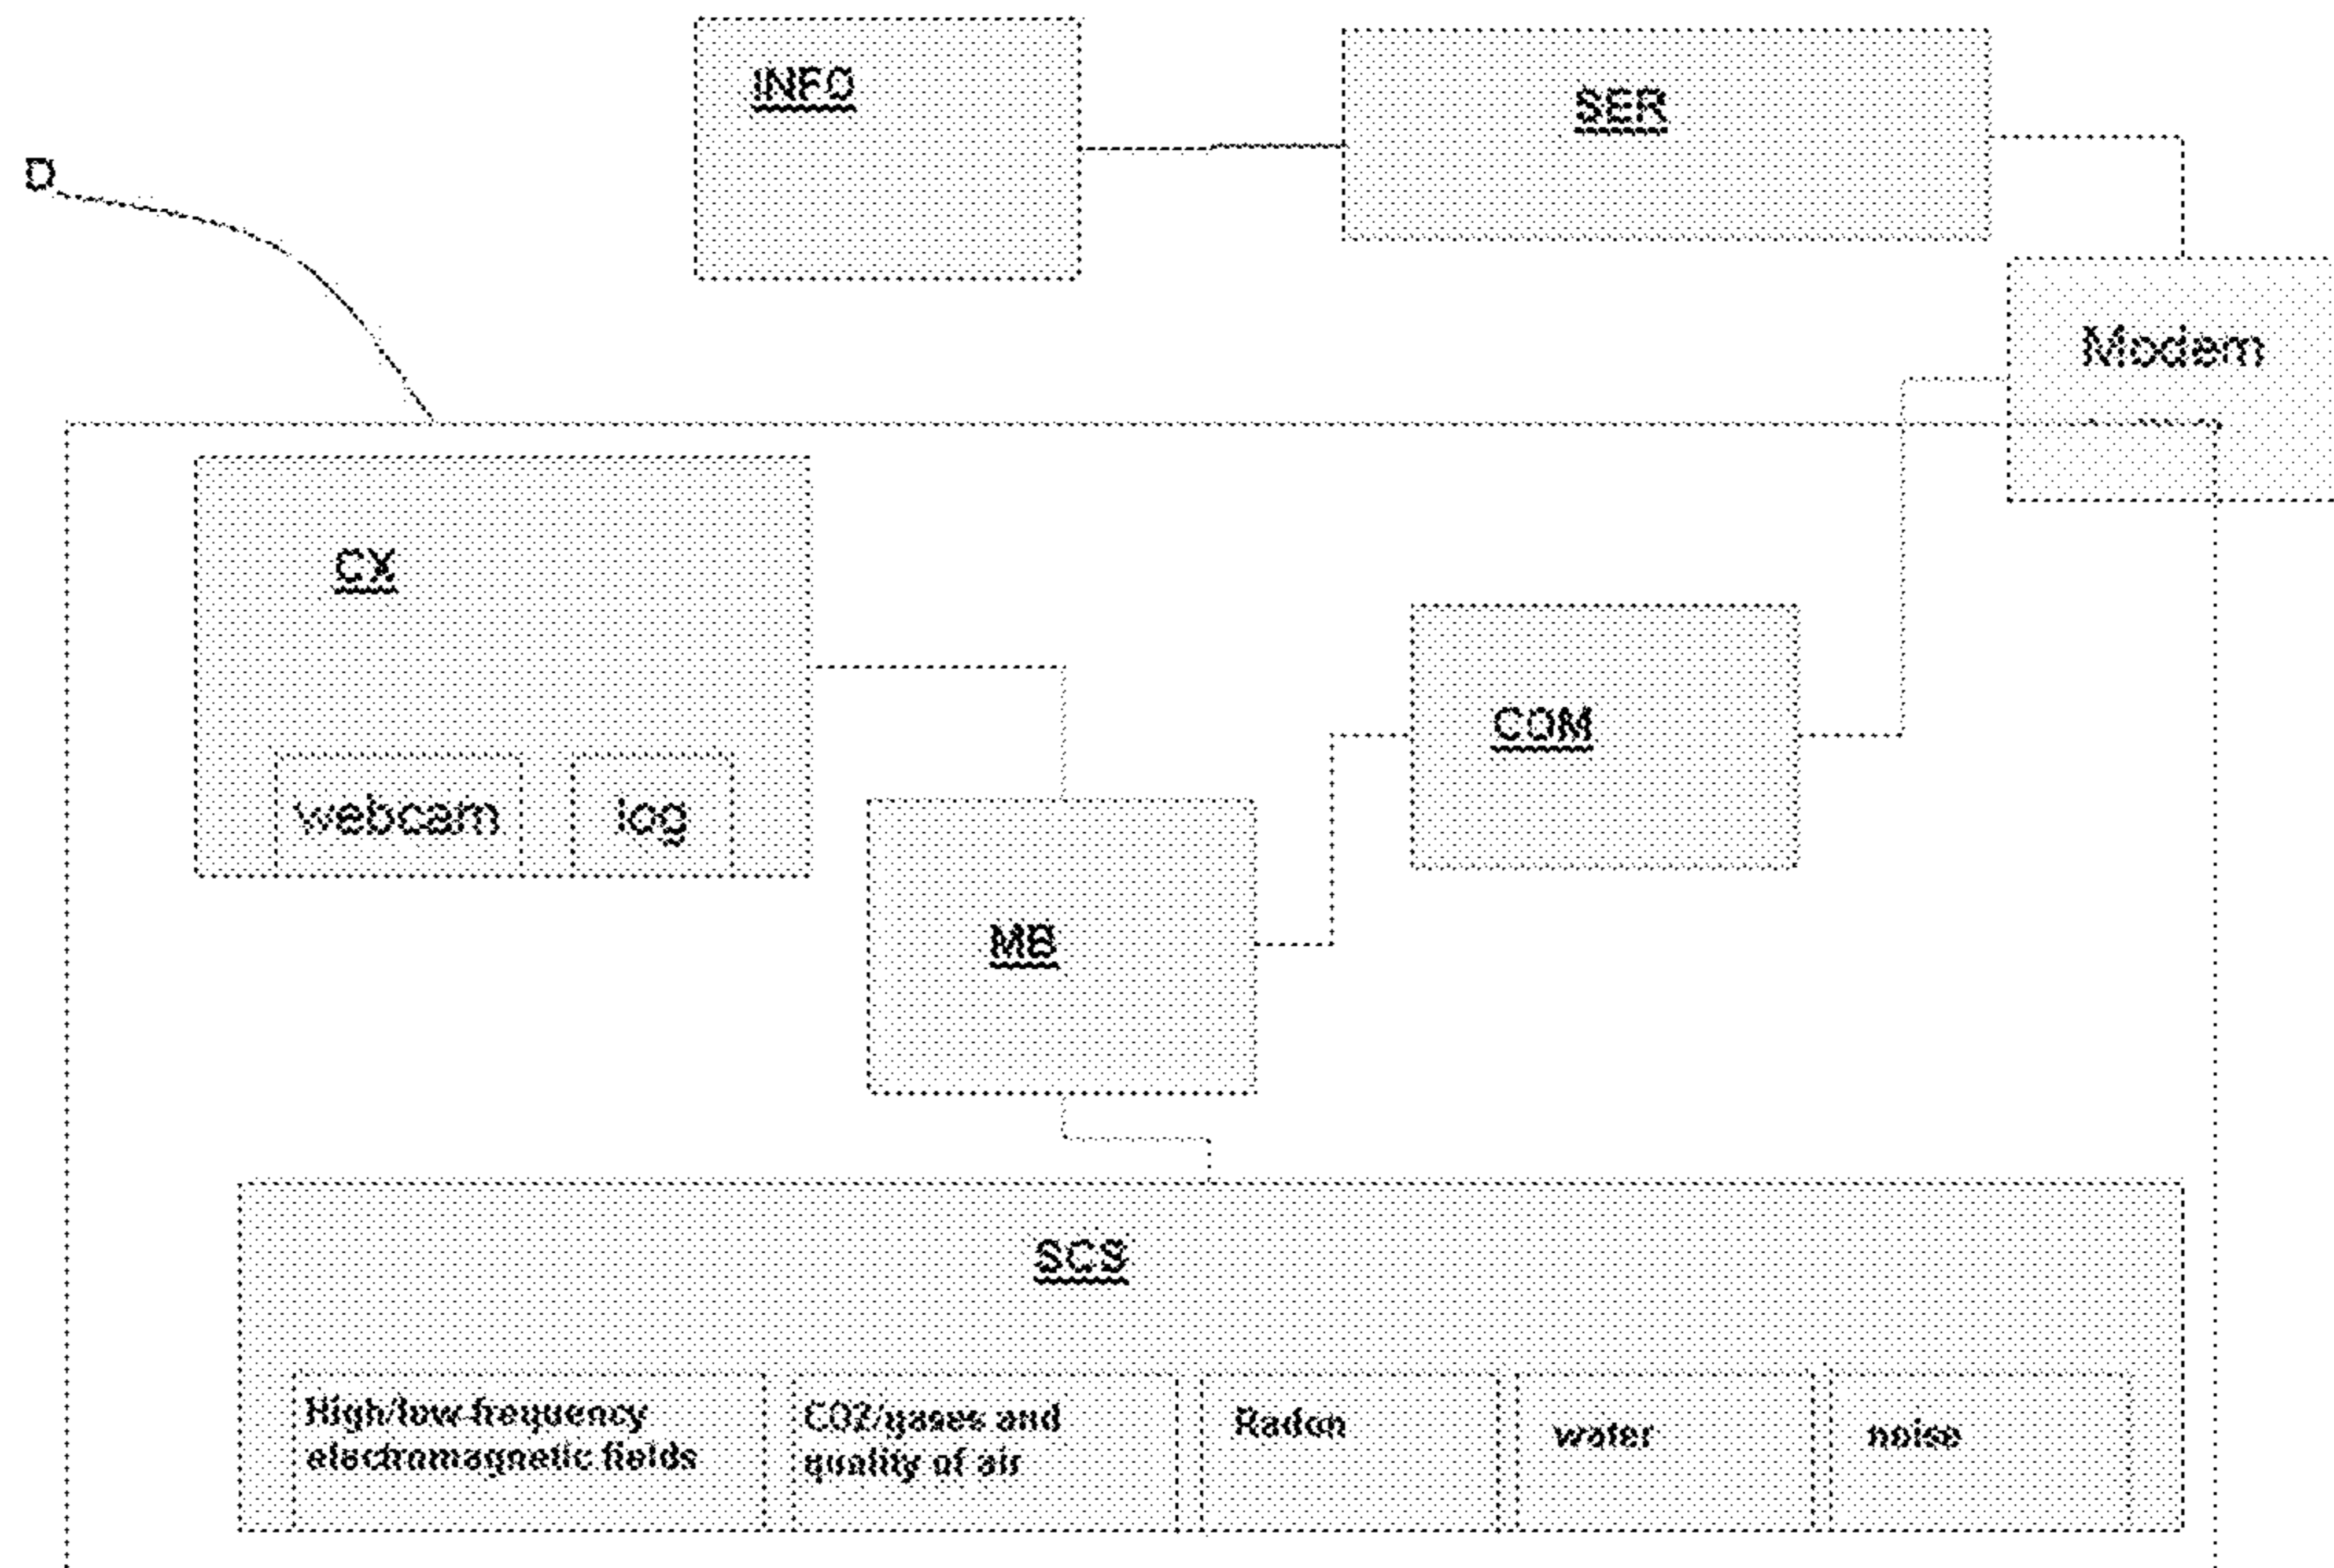 INFO
SER
D
Modem
CX
COM
webcam
log
MB
SCS
High/low-frequency
electromagnetic fields
CO2/gases and
quality of air
Radon
water
noise